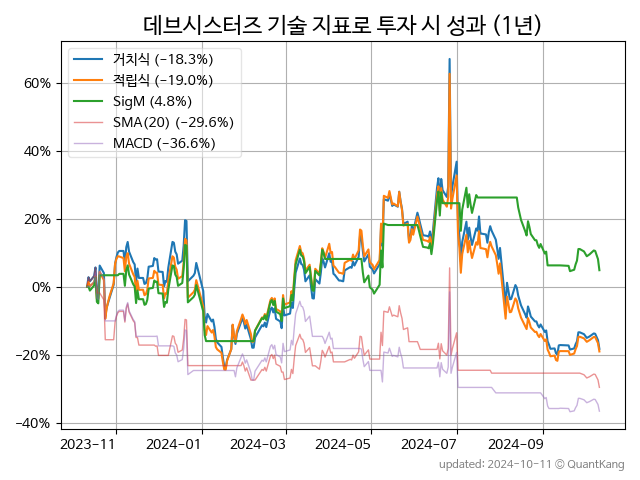 데브시스터즈 기술 지표로 투자 시 성과 (1년)
거치식 (-18.3%)
적립식 (-19.0%)
SigM (4.8%)
SMA(20) (-29.6%)
MACD (-36.6%)
60%
40%
20%
0%
-20%
-40%
2023-11 2024-01 2024-03 2024-05 2024-07 2024-09
updated: 2024-10-11 © QuantKang